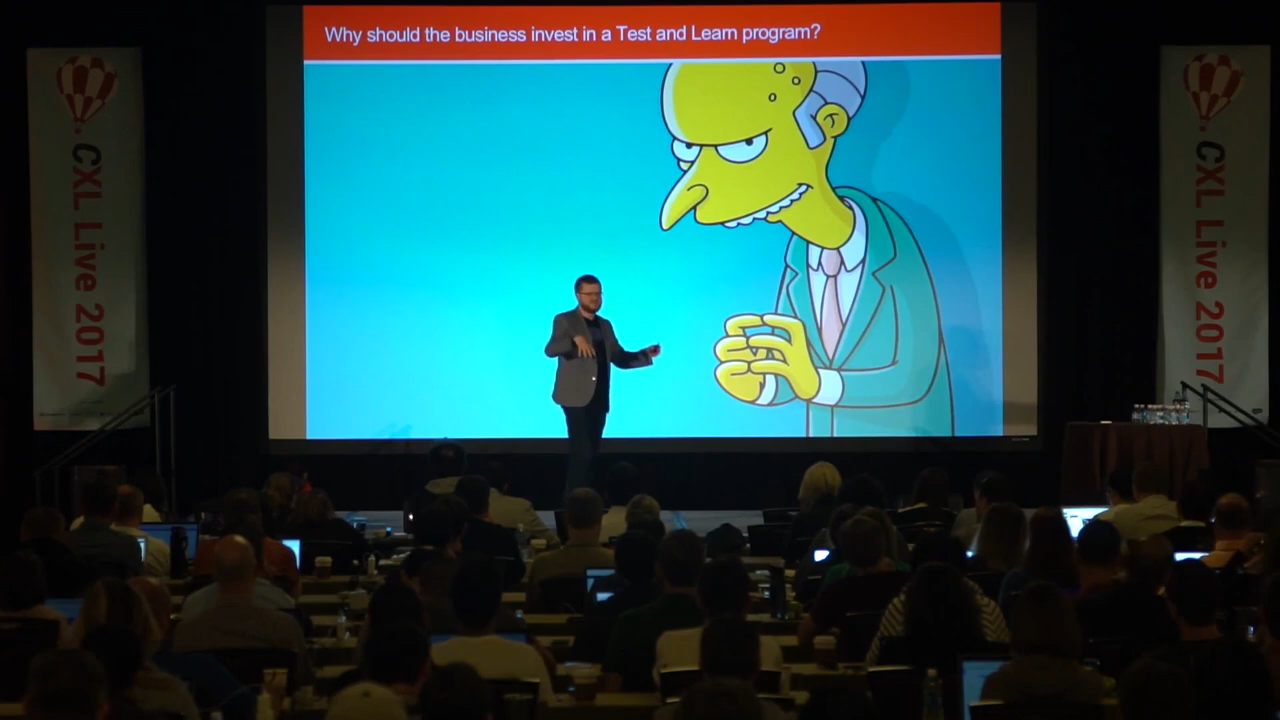 Why should the business invest in a Test and Learn program?
CXL Live 2017
CXL Live 2017